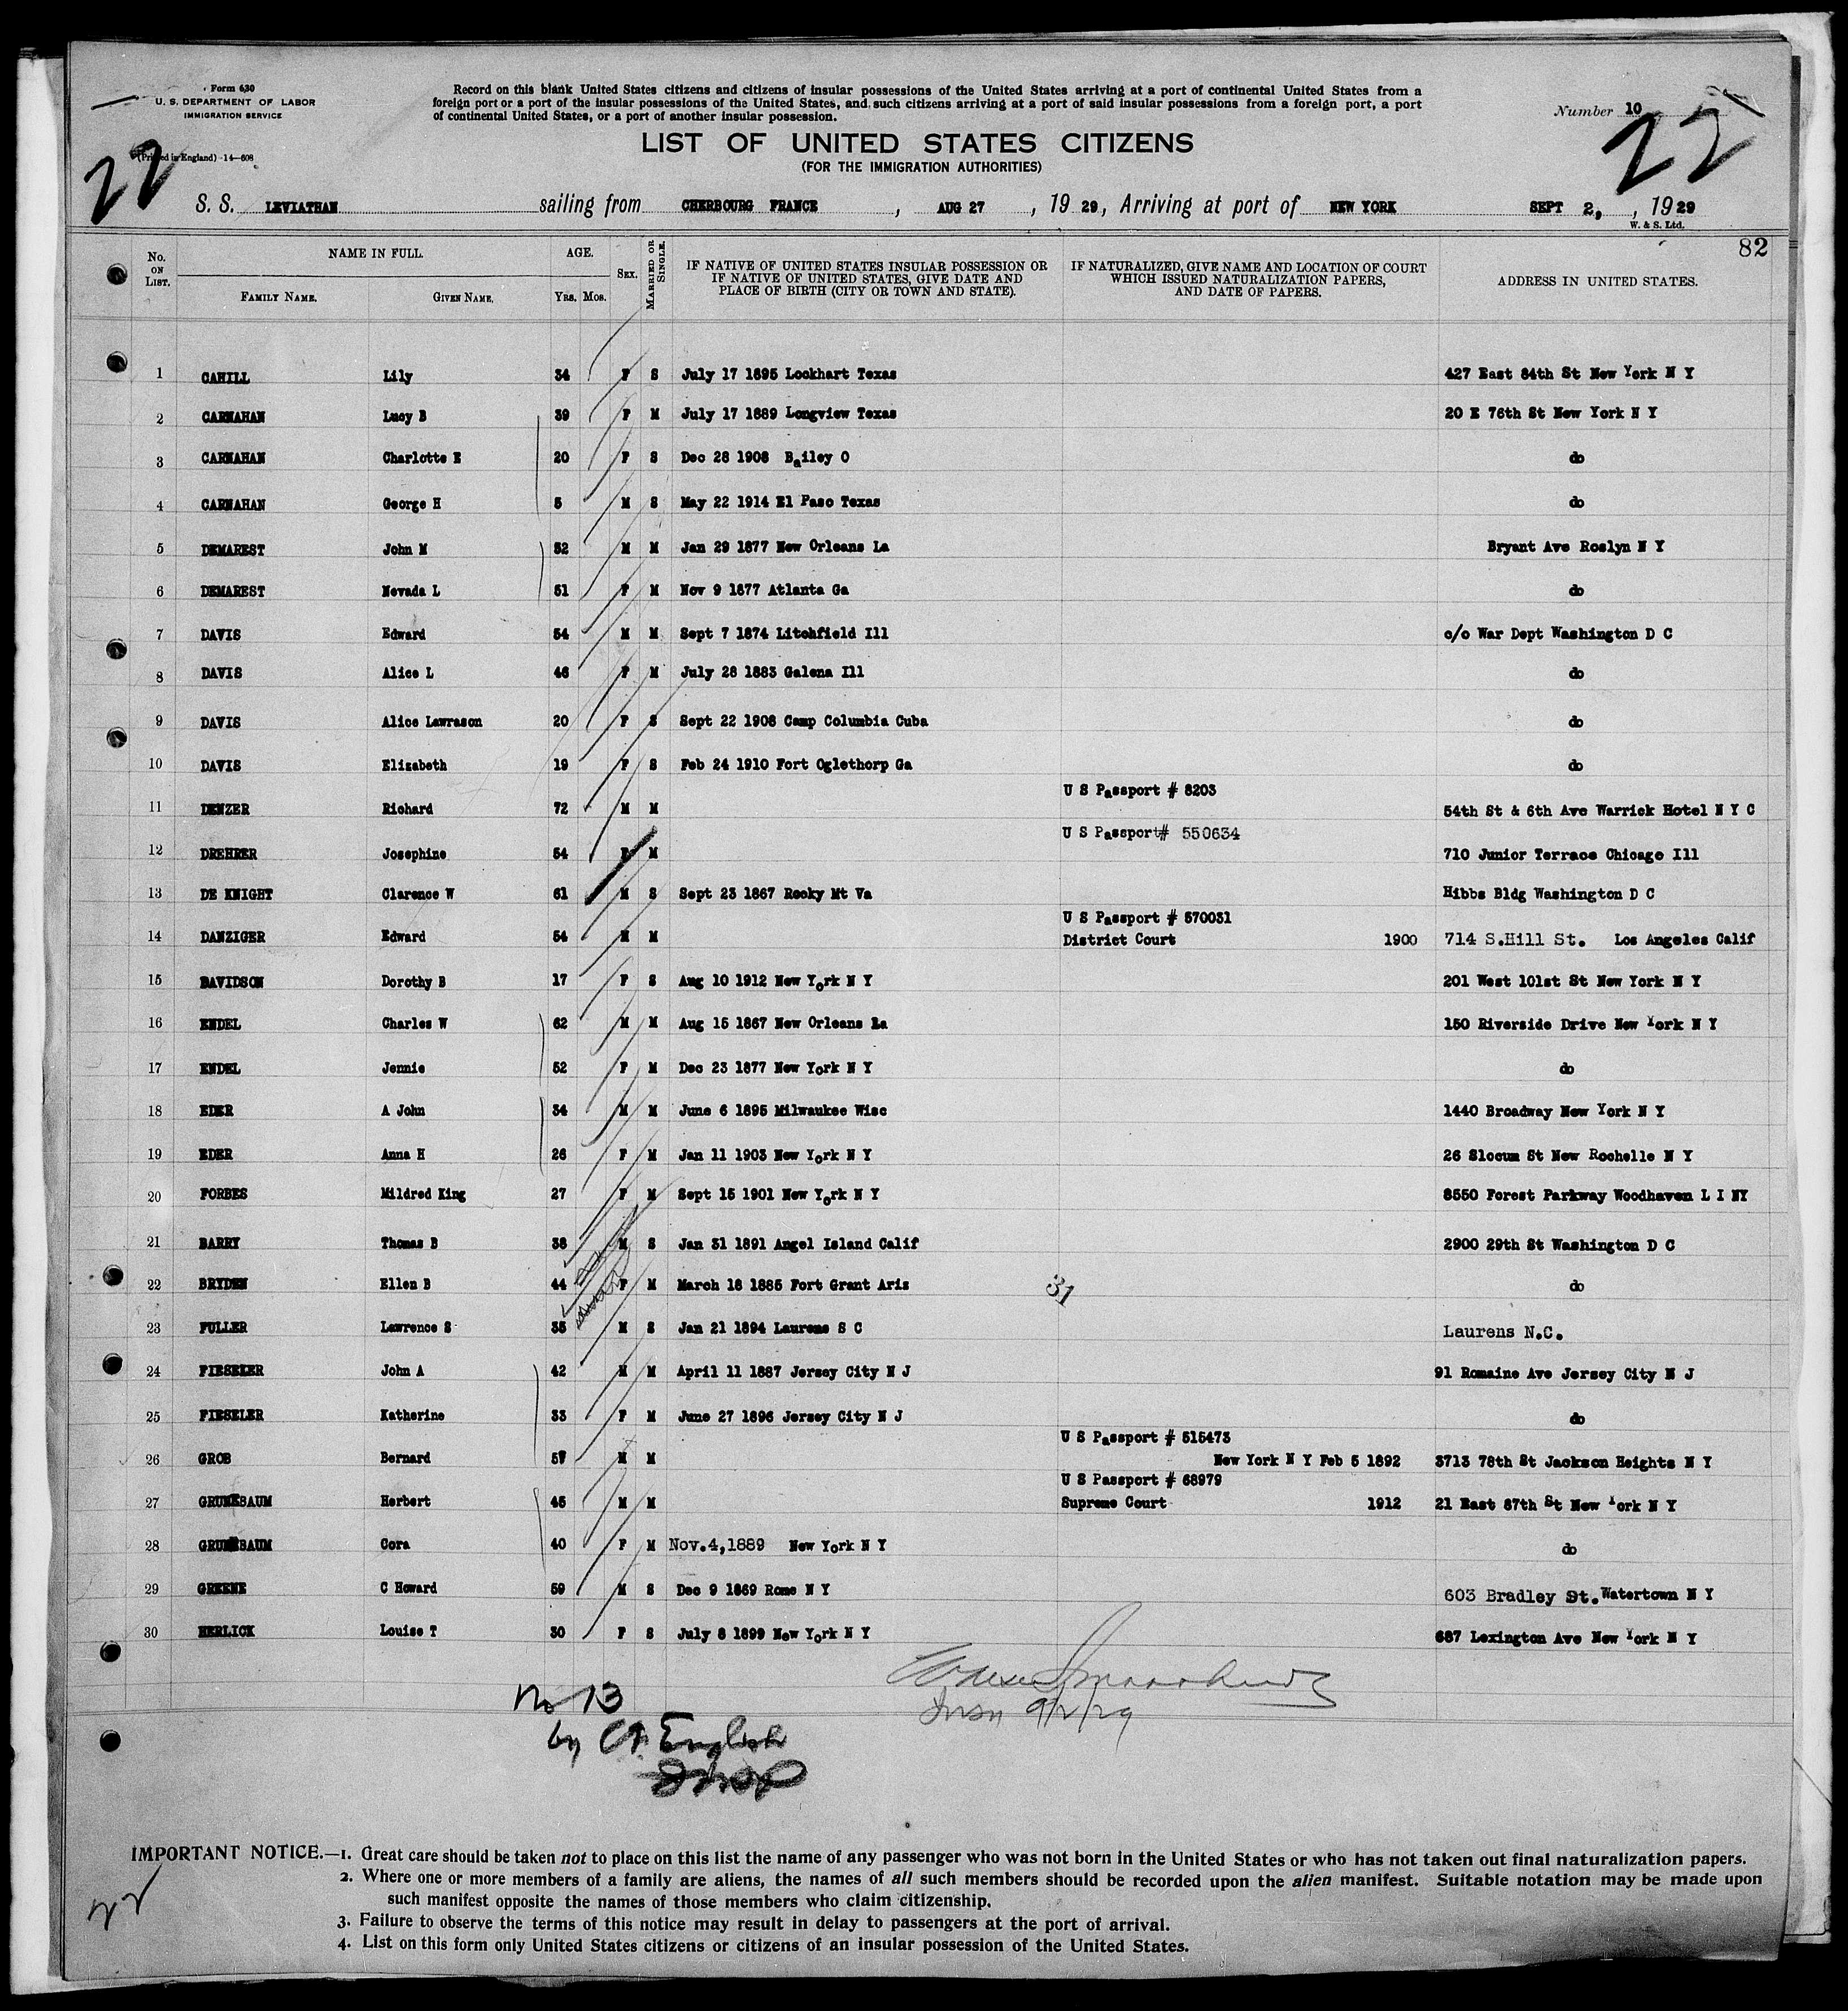 Form 630
U. S. DEPARTMENT OF LABOR
IMMIGRATION SERVICE
(Printed in England) 14—608
22
Record on this blank United States citizens and citizens of insular possessions of the United States arriving at a port of continental United States from a
foreign port or a port of the insular possessions of the United States, and such citizens arriving at a port of said insular possessions from a foreign port, a port
of continental United States, or a port of another insular possession.
Number 10
22
LIST OF UNITED STATES CITIZENS
(FOR THE IMMIGRATION AUTHORITIES)
S. S. LEVIATHAN sailing from CHERBOURG FRANCE, AUG 27, 19 29, Arriving at port of NEW YORK SEPT 2,, 19 29
W. & S. Ltd.
82
No. ON LIST. NAME IN FULL. FAMILY NAME. GIVEN NAME. AGE. YRS. MOS. SEX. MARRIED OR SINGLE. IF NATIVE OF UNITED STATES INSULAR POSSESSION OR IF NATIVE OF UNITED STATES, GIVE DATE AND PLACE OF BIRTH (CITY OR TOWN AND STATE). IF NATURALIZED, GIVE NAME AND LOCATION OF COURT WHICH ISSUED NATURALIZATION PAPERS, AND DATE OF PAPERS. ADDRESS IN UNITED STATES.
1 CAHILL Lily 34 F S July 17 1895 Lockhart Texas 427 East 84th St New York N Y
2 CARNAHAN Lucy B 39 F M July 17 1889 Longview Texas 20 E 76th St New York N Y
3 CARNAHAN Charlotte E 20 F S Dec 28 1908 Bailey O do
4 CARNAHAN George H 5 M S May 22 1914 El Paso Texas do
5 DEMAREST John M 52 M M Jan 29 1877 New Orleans La Bryant Ave Roslyn N Y
6 DEMAREST Nevada L 51 F M Nov 9 1877 Atlanta Ga do
7 DAVIS Edward 54 M M Sept 7 1874 Litchfield Ill c/o War Dept Washington D C
8 DAVIS Alice L 46 F M July 28 1883 Galena Ill do
9 DAVIS Alice Lawrason 20 F S Sept 22 1908 Camp Columbia Cuba do
10 DAVIS Elizabeth 19 F S Feb 24 1910 Fort Oglethorp Ga do
U S Passport # 8203
11 DENZER Richard 72 M M 54th St & 6th Ave Warrick Hotel N Y C
U S Passport# 550634
12 DREHRER Josephine 54 F M 710 Junior Terrace Chicago Ill
13 DE KNIGHT Clarence W 61 M S Sept 23 1867 Rocky Mt Va Hibbs Bldg Washington D C
U S Passport # 570031
14 DANZIGER Edward 54 M M District Court 1900 714 S.Hill St. Los Angeles Calif
15 DAVIDSON Dorothy B 17 F S Aug 10 1912 New York N Y 201 West 101st St New York N Y
16 ENDEL Charles W 62 M M Aug 15 1867 New Orleans La 150 Riverside Drive New York N Y
17 ENDEL Jennie 52 F M Dec 23 1877 New York N Y do
18 EDER A John 34 M M June 6 1895 Milwaukee Wisc 1440 Broadway New York N Y
19 EDER Anna H 26 F M Jan 11 1903 New York N Y 26 Slocum St New Rochelle N Y
20 FORBES Mildred King 27 F M Sept 15 1901 New York N Y 8550 Forest Parkway Woodhaven L I NY
21 BARRY Thomas B 38 M S Jan 31 1891 Angel Island Calif 2900 29th St Washington D C
22 BRYDEN Ellen B 44 F M March 18 1885 Fort Grant Ariz 31 do
23 FULLER Lawrence S 35 M S Jan 21 1894 Laurens S C Laurens N.C.
24 FIESELER John A 42 M M April 11 1887 Jersey City N J 91 Romaine Ave Jersey City N J
25 FIESELER Katherine 33 F M June 27 1896 Jersey City N J do
U S Passport # 515473
26 GROB Bernard 57 M M New York N Y Feb 5 1892 3713 78th St Jackson Heights N Y
U S Passport # 68979
27 GRUNEBAUM Herbert 45 M M Supreme Court 1912 21 East 87th St New York N Y
28 GRUNEBAUM Cora 40 F M Nov.4,1889 New York N Y do
29 GREENE C Howard 59 M S Dec 9 1869 Rome N Y 603 Bradley St. Watertown N Y
30 HERLICK Louise T 30 F S July 8 1899 New York N Y 687 Lexington Ave New York N Y
9/2/29
No 13
by C.A. English
IMPORTANT NOTICE.—1. Great care should be taken not to place on this list the name of any passenger who was not born in the United States or who has not taken out final naturalization papers.
2. Where one or more members of a family are aliens, the names of all such members should be recorded upon the alien manifest. Suitable notation may be made upon
such manifest opposite the names of those members who claim citizenship.
3. Failure to observe the terms of this notice may result in delay to passengers at the port of arrival.
4. List on this form only United States citizens or citizens of an insular possession of the United States.
22